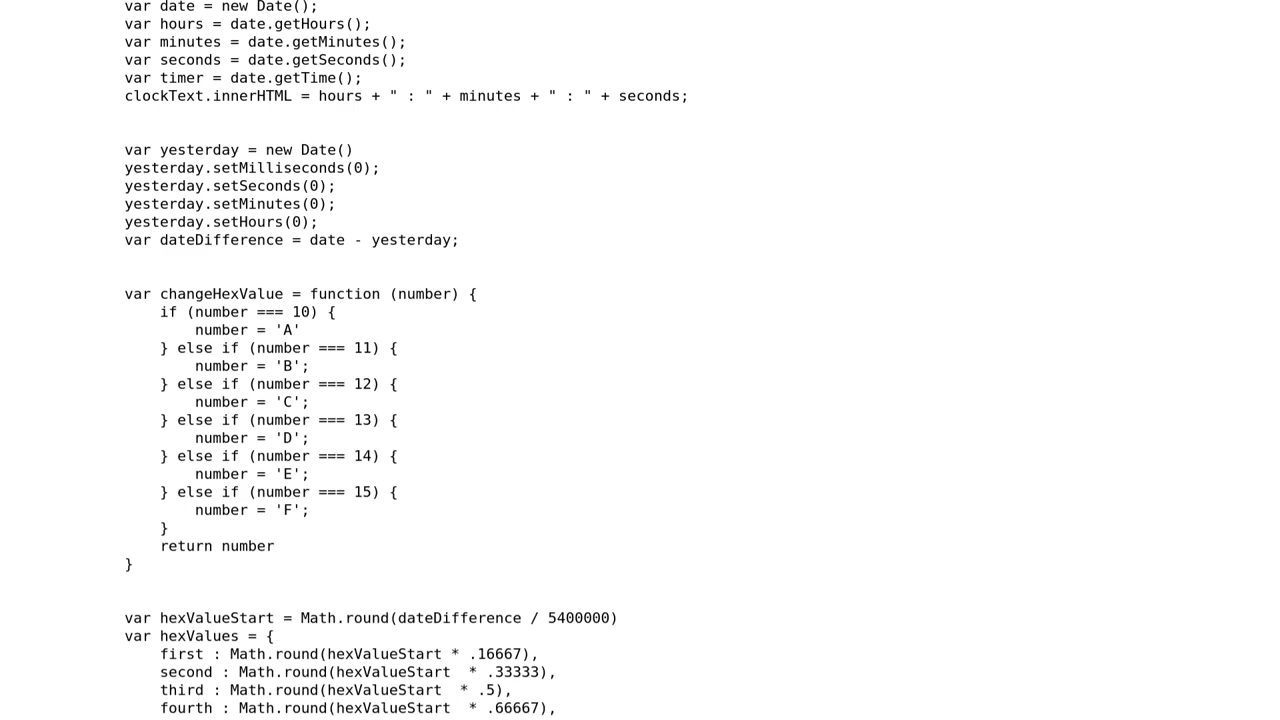 var date = new Date();
var hours = date.getHours();
var minutes = date.getMinutes();
var seconds = date.getSeconds();
var timer = date.getTime();
clockText.innerHTML = hours + " : " + minutes + " : " + seconds;
var yesterday = new Date()
yesterday.setMilliseconds(0);
yesterday.setSeconds(0);
yesterday.setMinutes(0);
yesterday.setHours(0);
var dateDifference = date - yesterday;
var changeHexValue = function (number) {
    if (number === 10) {
        number = 'A'
    } else if (number === 11) {
        number = 'B';
    } else if (number === 12) {
        number = 'C';
    } else if (number === 13) {
        number = 'D';
    } else if (number === 14) {
        number = 'E';
    } else if (number === 15) {
        number = 'F';
    }
    return number
}
var hexValueStart = Math.round(dateDifference / 5400000)
var hexValues = {
    first : Math.round(hexValueStart * .16667),
    second : Math.round(hexValueStart  * .33333),
    third : Math.round(hexValueStart  * .5),
    fourth : Math.round(hexValueStart  * .66667),